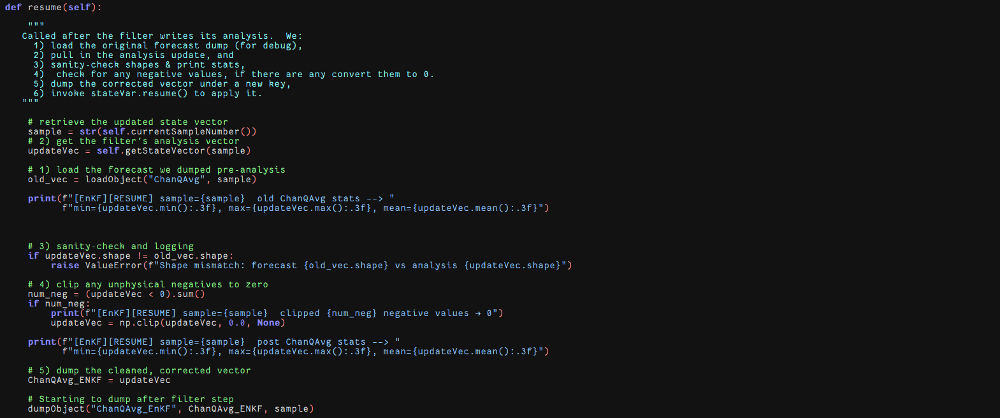 def resume(self):
"""
Called after the filter writes its analysis.  We:
1) load the original forecast dump (for debug),
2) pull in the analysis update, and
3) sanity-check shapes & print stats,
4)  check for any negative values, if there are any convert them to 0.
5) dump the corrected vector under a new key,
6) invoke stateVar.resume() to apply it.
"""
# retrieve the updated state vector
sample = str(self.currentSampleNumber())
# 2) get the filter's analysis vector
updateVec = self.getStateVector(sample)
# 1) load the forecast we dumped pre-analysis
old_vec = loadObject("ChanQAvg", sample)
print(f"[EnKF][RESUME] sample={sample}  old ChanQAvg stats --> "
f"min={updateVec.min():.3f}, max={updateVec.max():.3f}, mean={updateVec.mean():.3f}")
# 3) sanity-check and logging
if updateVec.shape != old_vec.shape:
raise ValueError(f"Shape mismatch: forecast {old_vec.shape} vs analysis {updateVec.shape}")
# 4) clip any unphysical negatives to zero
num_neg = (updateVec < 0).sum()
if num_neg:
print(f"[EnKF][RESUME] sample={sample}  clipped {num_neg} negative values → 0")
updateVec = np.clip(updateVec, 0.0, None)
print(f"[EnKF][RESUME] sample={sample}  post ChanQAvg stats --> "
f"min={updateVec.min():.3f}, max={updateVec.max():.3f}, mean={updateVec.mean():.3f}")
# 5) dump the cleaned, corrected vector
ChanQAvg_ENKF = updateVec
# Starting to dump after filter step
dumpObject("ChanQAvg_EnKF", ChanQAvg_ENKF, sample)